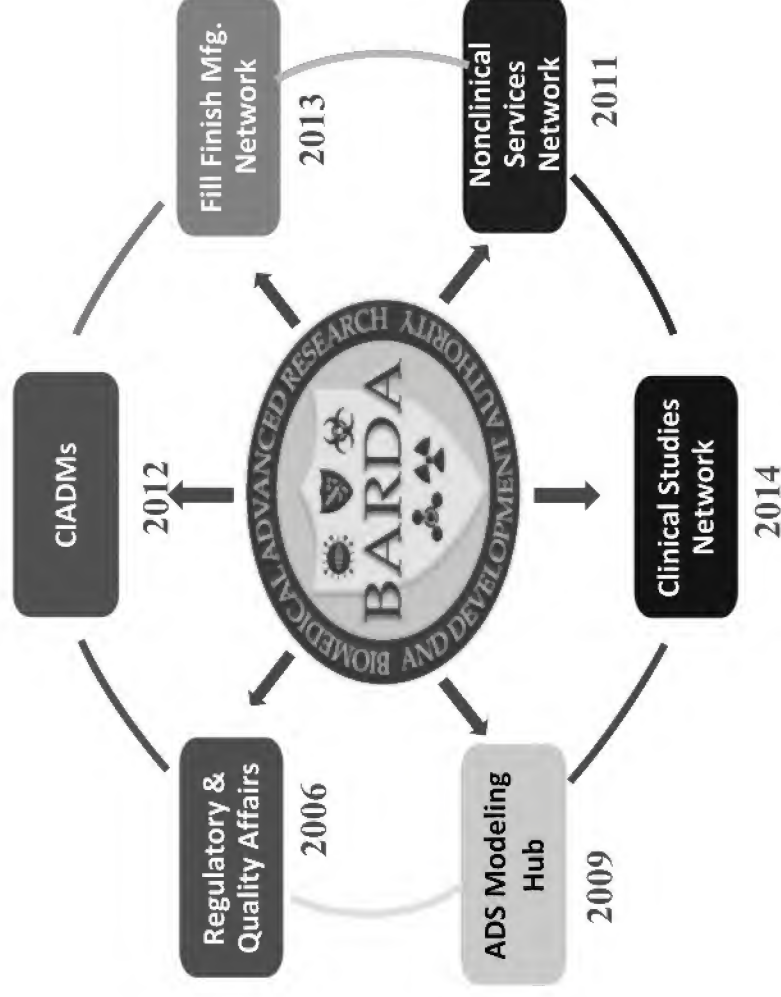 CIADMs
2012
Regulatory &
Quality Affairs
2006
Fill Finish Mfg.
Network
2013
BIOMEDICAL ADVANCED RESEARCH
AND DEVELOPMENT AUTHORITY
BARDA
ADS Modeling
Hub
2009
Nonclinical
Services
Network
2011
Clinical Studies
Network
2014